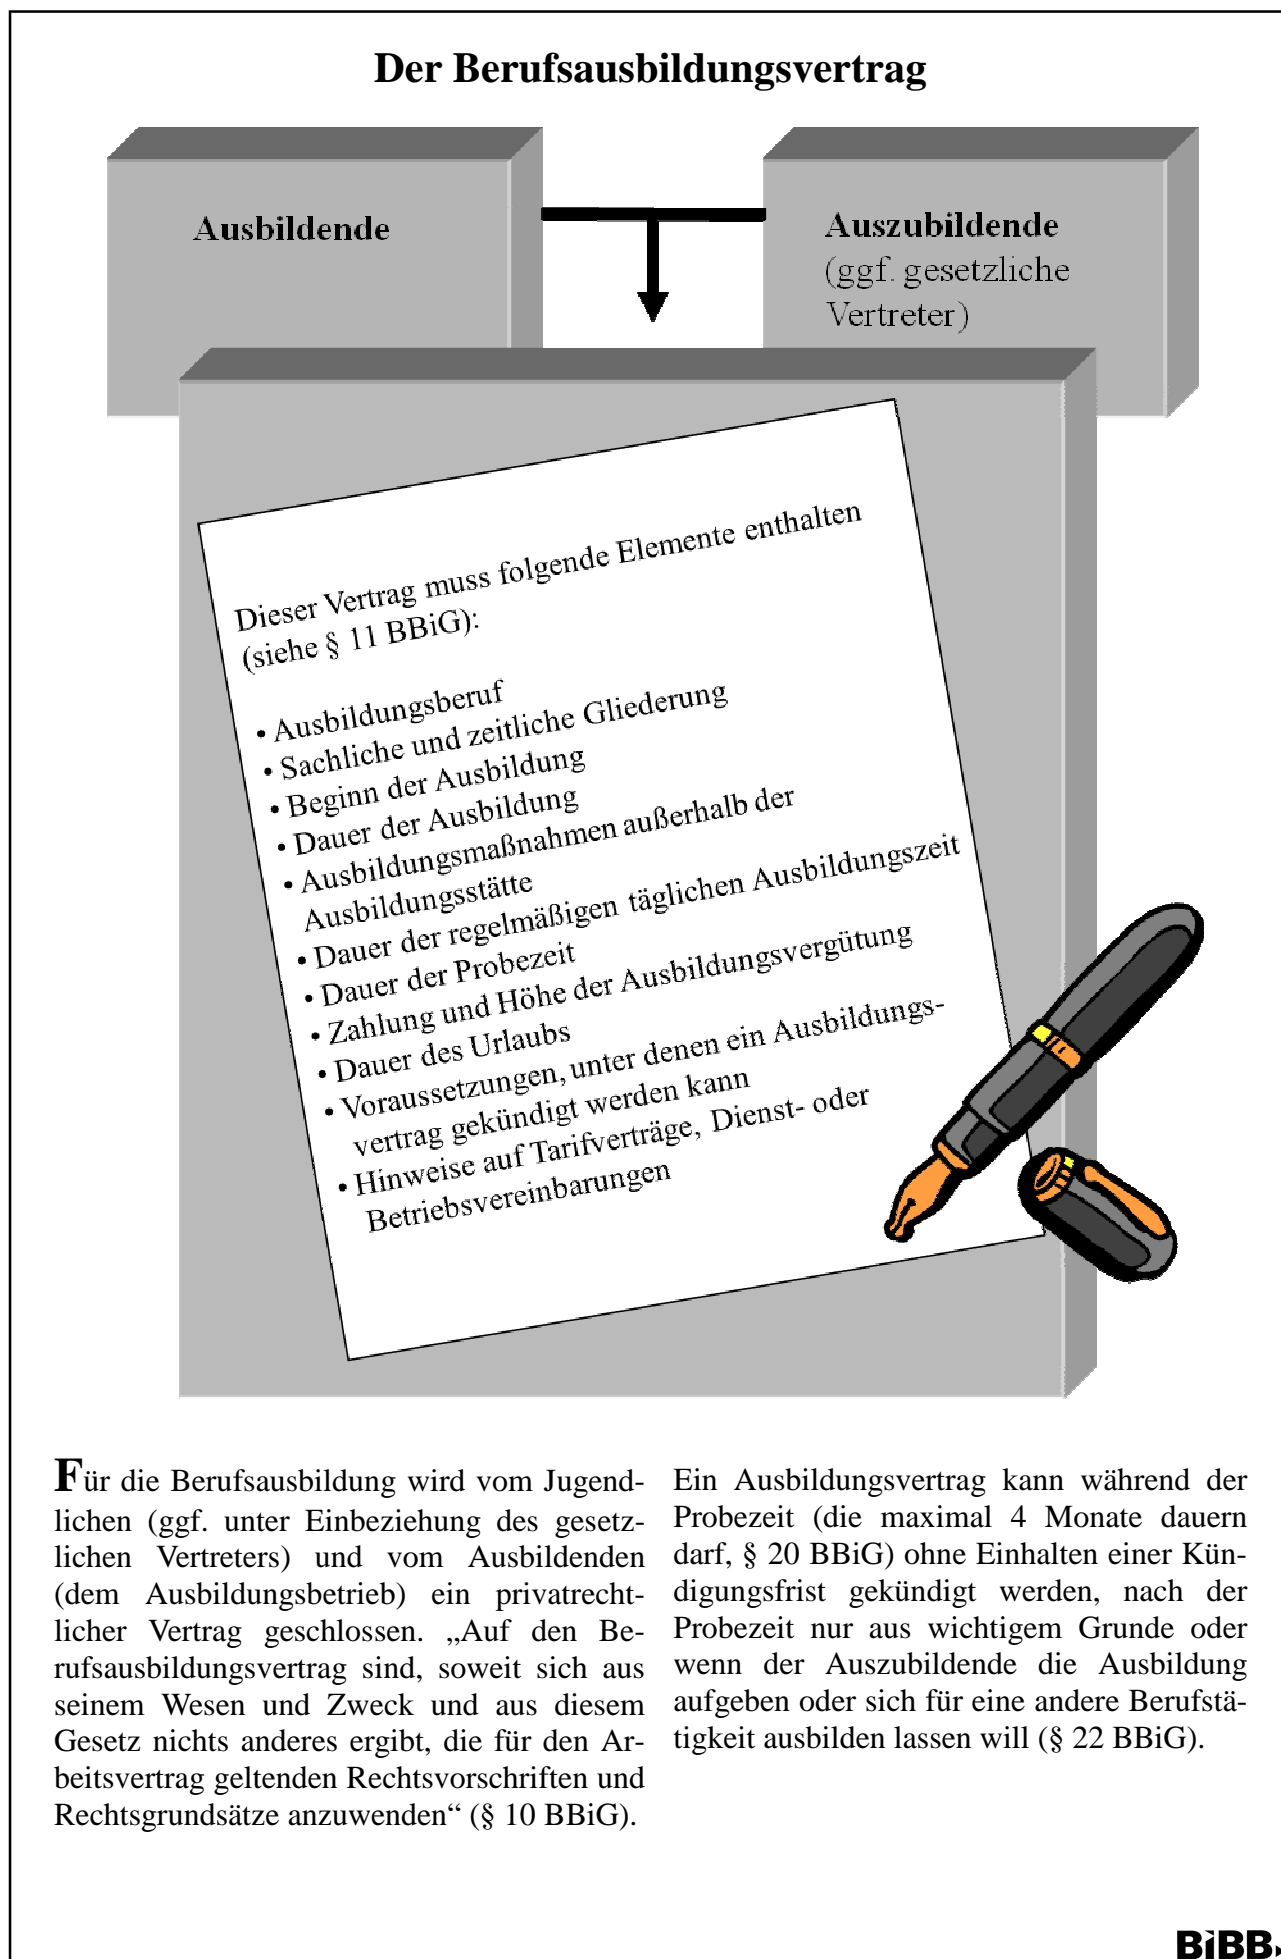 Der Berufsausbildungsvertrag
Ausbildende
Auszubildende
(ggf. gesetzliche
Vertreter)
Dieser Vertrag muss folgende Elemente enthalten
(siehe § 11 BBiG):
• Ausbildungsberuf
• Sachliche und zeitliche Gliederung
• Beginn der Ausbildung
• Dauer der Ausbildung
• Ausbildungsmaßnahmen außerhalb der
Ausbildungsstätte
• Dauer der regelmäßigen täglichen Ausbildungszeit
• Dauer der Probezeit
• Zahlung und Höhe der Ausbildungsvergütung
• Dauer des Urlaubs
• Voraussetzungen, unter denen ein Ausbildungs-
vertrag gekündigt werden kann
• Hinweise auf Tarifverträge, Dienst- oder
Betriebsvereinbarungen
Für die Berufsausbildung wird vom Jugend-
lichen (ggf. unter Einbeziehung des gesetz-
lichen Vertreters) und vom Ausbildenden
(dem Ausbildungsbetrieb) ein privatrecht-
licher Vertrag geschlossen. „Auf den Be-
rufsausbildungsvertrag sind, soweit sich aus
seinem Wesen und Zweck und aus diesem
Gesetz nichts anderes ergibt, die für den Ar-
beitsvertrag geltenden Rechtsvorschriften und
Rechtsgrundsätze anzuwenden“ (§ 10 BBiG).
Ein Ausbildungsvertrag kann während der
Probezeit (die maximal 4 Monate dauern
darf, § 20 BBiG) ohne Einhalten einer Kün-
digungsfrist gekündigt werden, nach der
Probezeit nur aus wichtigem Grunde oder
wenn der Auszubildende die Ausbildung
aufgeben oder sich für eine andere Berufstä-
tigkeit ausbilden lassen will (§ 22 BBiG).
BiBB